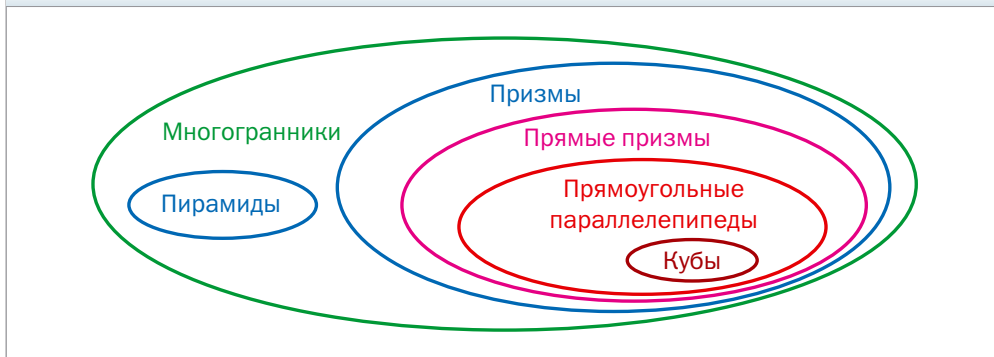 Призмы
Многогранники
Прямые призмы
Прямоугольные
параллелепипеды
Пирамиды
Кубы